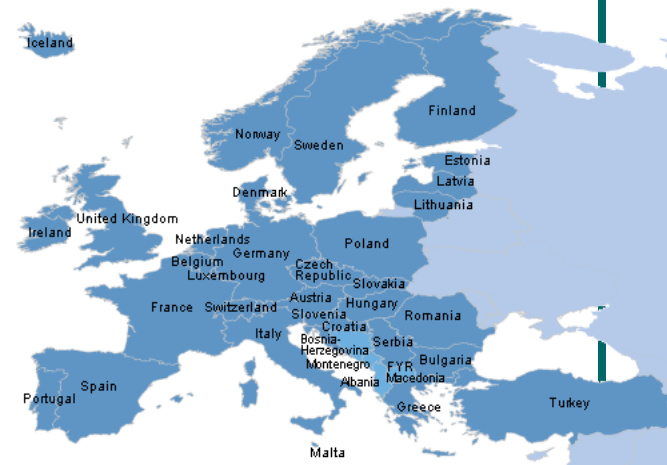 Iceland
Finland
Norway
Sweden
Estonia
Latvia
Denmark
Lithuania
United Kingdom
Ireland
Netherlands
Poland
Germany
Belgium
Czech
Republic
Luxembourg
Slovakia
Austria
Hungary
France
Switzerland
Slovenia
Romania
Croatia
Italy
Bosnia-
Herzegovina
Serbia
Montenegro
Bulgaria
FYR
Macedonia
Albania
Spain
Portugal
Greece
Turkey
Malta